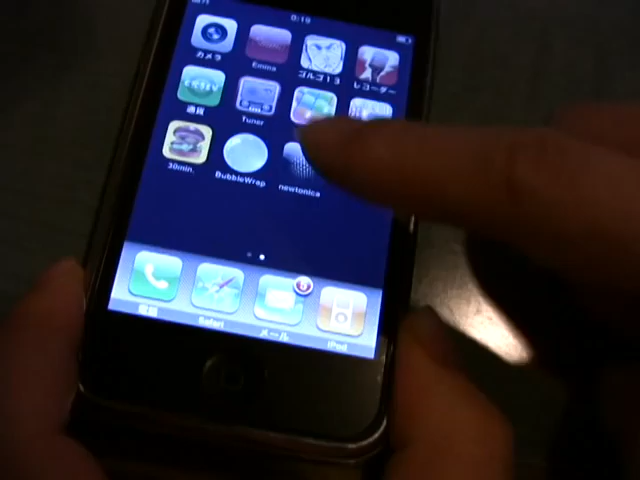 0:19
カメラ
Emina
ゴルゴ13
レコーダー
通貨
Tuner
30min.
BubbleWrap
newtonica
電話
Safari
メール
iPod